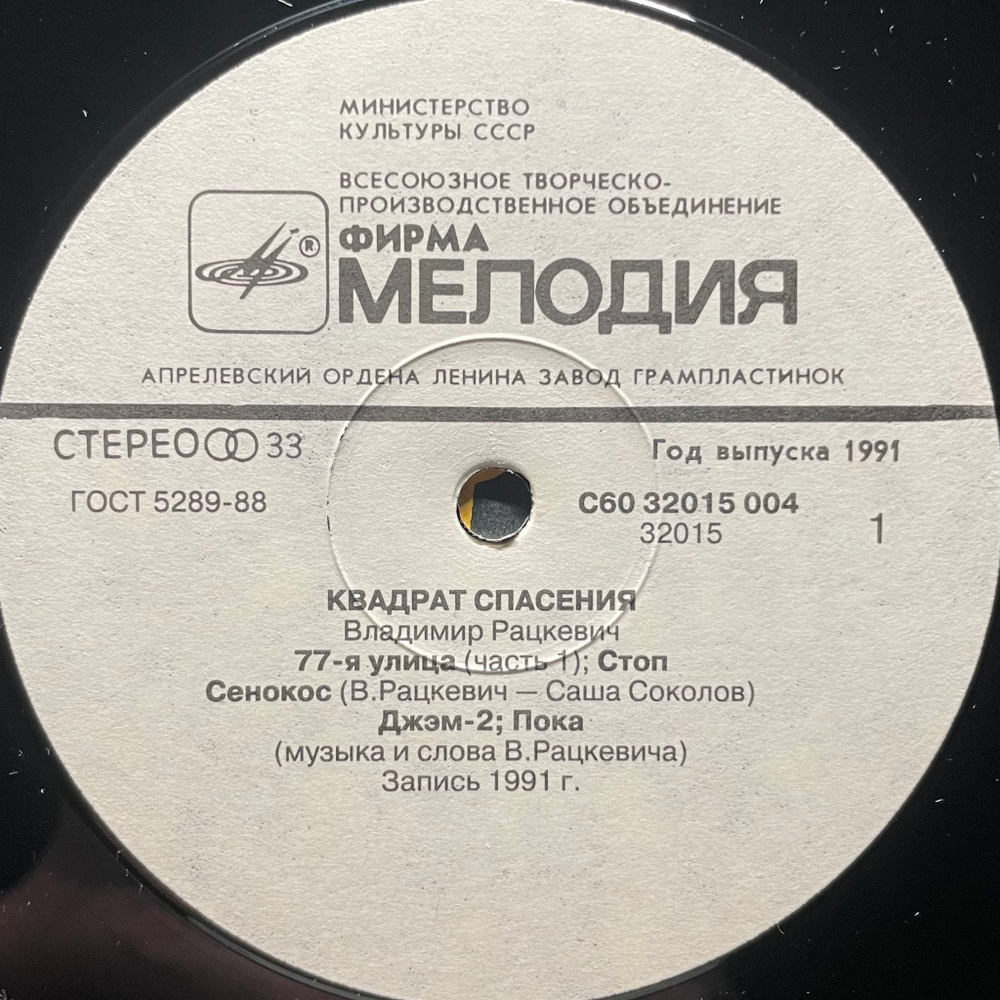 МИНИСТЕРСТВО
КУЛЬТУРЫ СССР
ВСЕСОЮЗНОЕ ТВОРЧЕСКО-
ПРОИЗВОДСТВЕННОЕ ОБЪЕДИНЕНИЕ
ФИРМА
®
МЕЛОДИЯ
АПРЕЛЕВСКИЙ ОРДЕНА ЛЕНИНА ЗАВОД ГРАМПЛАСТИНОК
СТЕРЕО 33
Год выпуска 1991
ГОСТ 5289-88
С60 32015 004
32015
1
КВАДРАТ СПАСЕНИЯ
Владимир Рацкевич
77-я улица (часть 1); Стоп
Сенокос (В.Рацкевич — Саша Соколов)
Джэм-2; Пока
(музыка и слова В.Рацкевича)
Запись 1991 г.